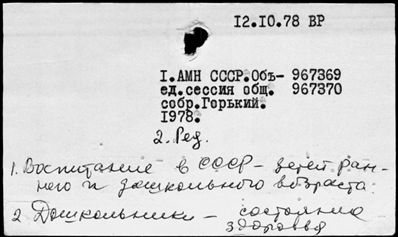 12.10.78 ВР
I.АМН СССР.Объ- 967369
ед.сессия общ. 967370
собр.Горький.
1978.
2. Рез.
1. Воспитание в СССР - детей ран-
него и дошкольного возраста.
2 Дошкольники - состояние
здоровья